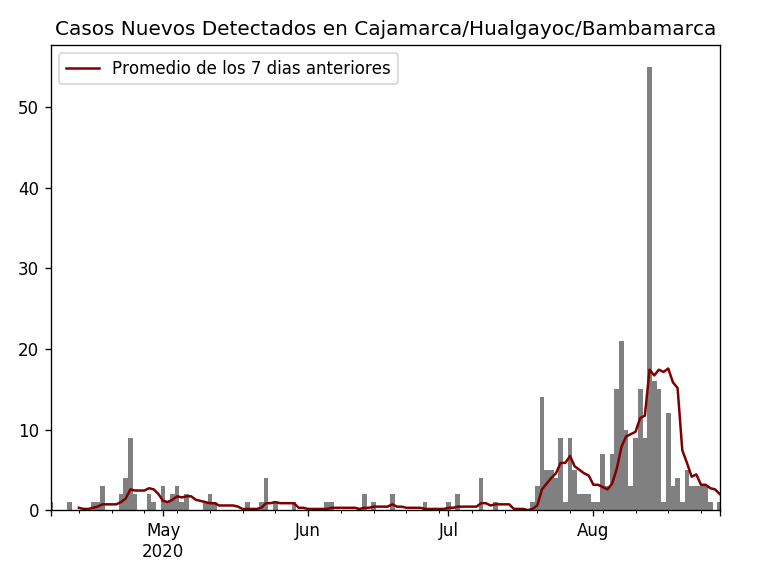 Casos Nuevos Detectados en Cajamarca/Hualgayoc/Bambamarca
Promedio de los 7 dias anteriores
50
40
30
20
10
0
May Jun Jul Aug
2020